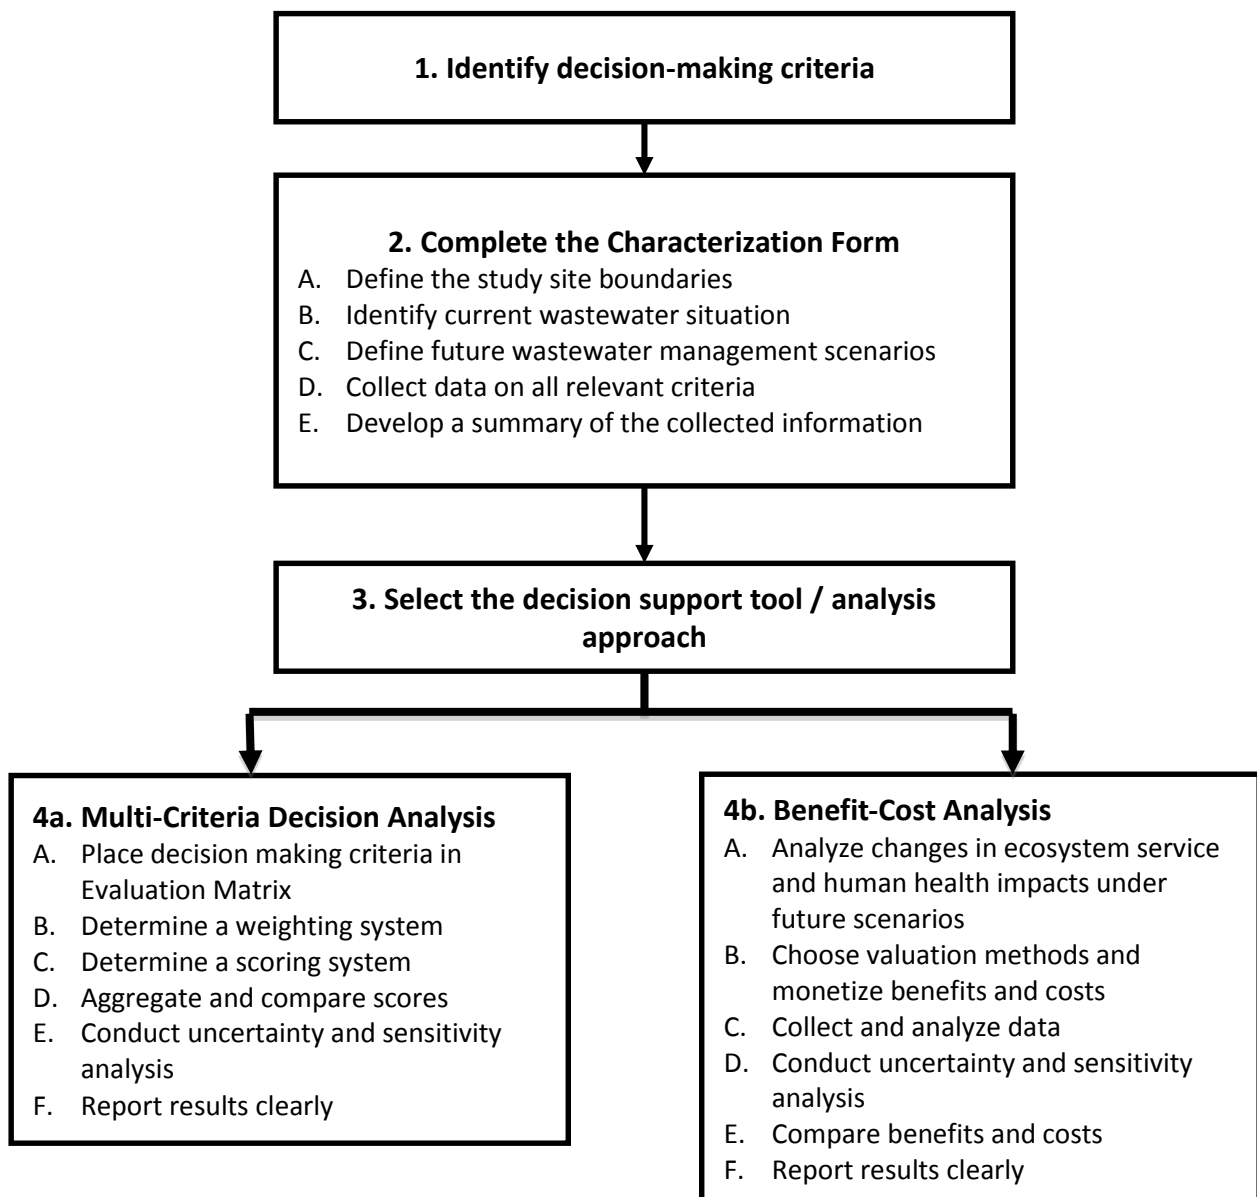 1. Identify decision-making criteria
2. Complete the Characterization Form
A. Define the study site boundaries
B. Identify current wastewater situation
C. Define future wastewater management scenarios
D. Collect data on all relevant criteria
E. Develop a summary of the collected information
3. Select the decision support tool / analysis
approach
4a. Multi-Criteria Decision Analysis
A. Place decision making criteria in
Evaluation Matrix
B. Determine a weighting system
C. Determine a scoring system
D. Aggregate and compare scores
E. Conduct uncertainty and sensitivity
analysis
F. Report results clearly
4b. Benefit-Cost Analysis
A. Analyze changes in ecosystem service
and human health impacts under
future scenarios
B. Choose valuation methods and
monetize benefits and costs
C. Collect and analyze data
D. Conduct uncertainty and sensitivity
analysis
E. Compare benefits and costs
F. Report results clearly